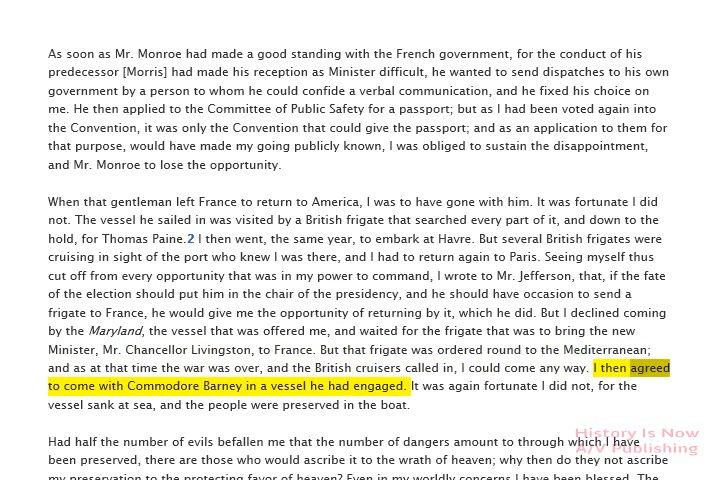 As soon as Mr. Monroe had made a good standing with the French government, for the conduct of his
predecessor [Morris] had made his reception as Minister difficult, he wanted to send dispatches to his own
government by a person to whom he could confide a verbal communication, and he fixed his choice on
me. He then applied to the Committee of Public Safety for a passport; but as I had been voted again into
the Convention, it was only the Convention that could give the passport; and as an application to them for
that purpose, would have made my going publicly known, I was obliged to sustain the disappointment,
and Mr. Monroe to lose the opportunity.
When that gentleman left France to return to America, I was to have gone with him. It was fortunate I did
not. The vessel he sailed in was visited by a British frigate that searched every part of it, and down to the
hold, for Thomas Paine.2 I then went, the same year, to embark at Havre. But several British frigates were
cruising in sight of the port who knew I was there, and I had to return again to Paris. Seeing myself thus
cut off from every opportunity that was in my power to command, I wrote to Mr. Jefferson, that, if the fate
of the election should put him in the chair of the presidency, and he should have occasion to send a
frigate to France, he would give me the opportunity of returning by it, which he did. But I declined coming
by the Maryland, the vessel that was offered me, and waited for the frigate that was to bring the new
Minister, Mr. Chancellor Livingston, to France. But that frigate was ordered round to the Mediterranean;
and as at that time the war was over, and the British cruisers called in, I could come any way. I then agreed
to come with Commodore Barney in a vessel he had engaged. It was again fortunate I did not, for the
vessel sank at sea, and the people were preserved in the boat.
Had half the number of evils befallen me that the number of dangers amount to through which I have
been preserved, there are those who would ascribe it to the wrath of heaven; why then do they not ascribe
my preservation to the protecting favor of heaven? Even in my worldly concerns I have been blessed. The
History Is Now
A/V Publishing